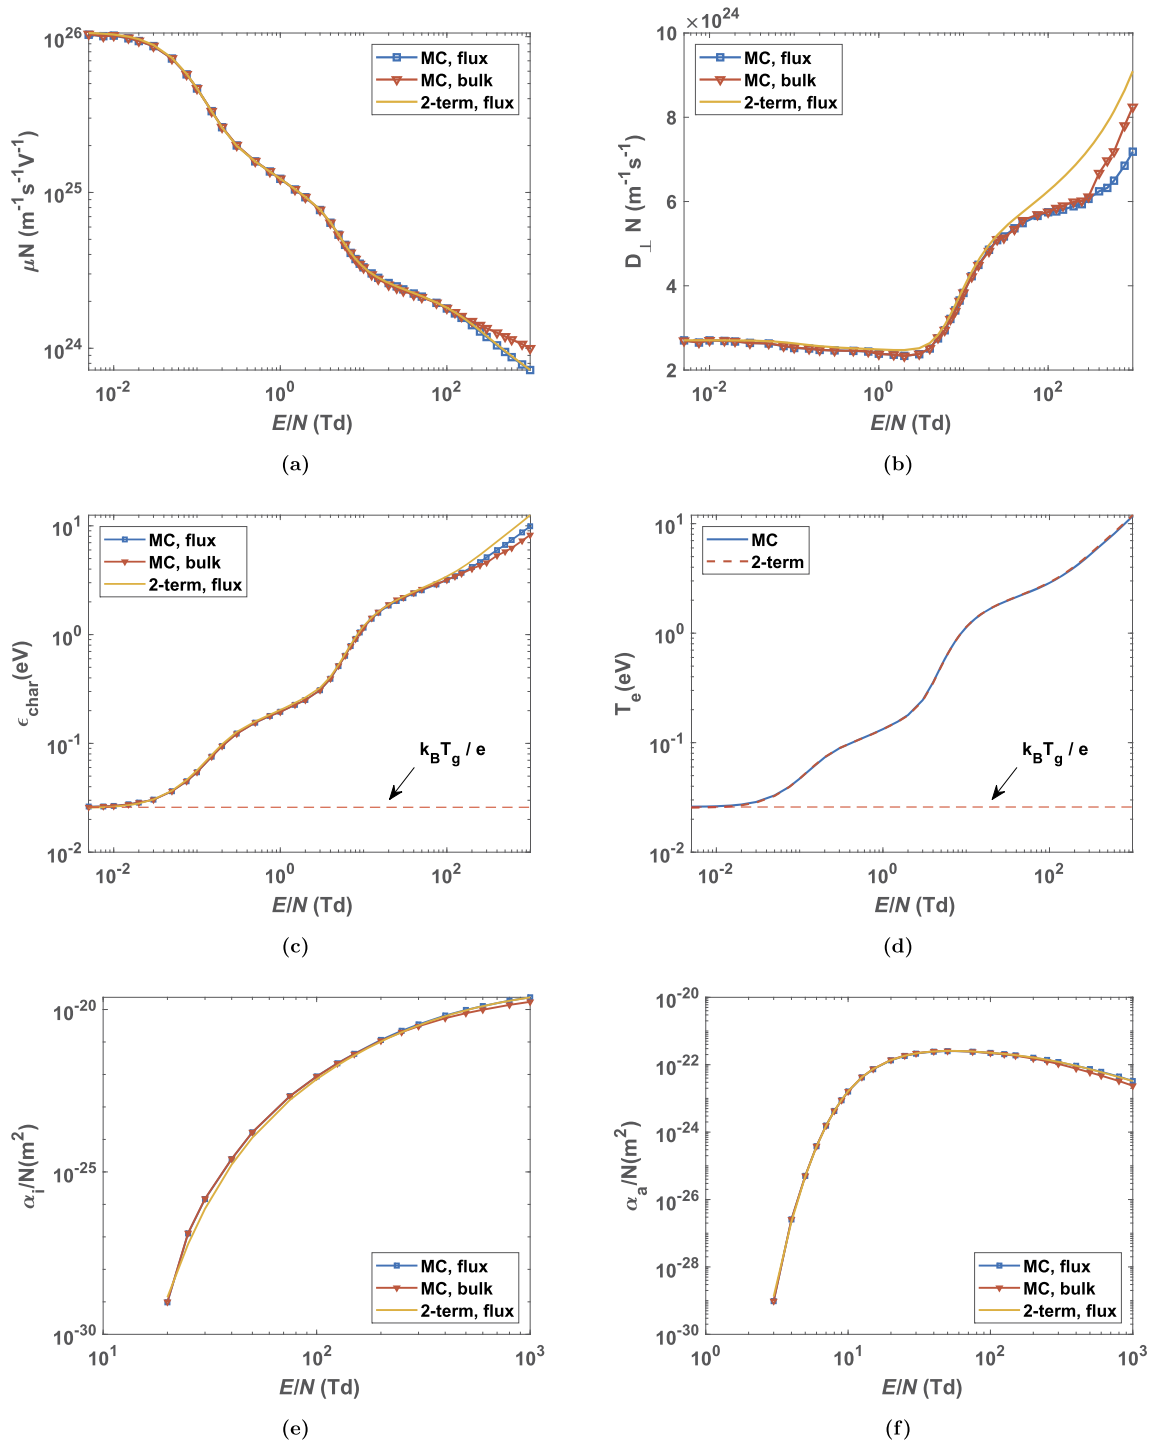 10^26
10^25
10^24
μN (m^-1s^-1V^-1)
MC, flux
MC, bulk
2-term, flux
10^-2
10^0
10^2
E/N (Td)
(a)
×10^24
10
8
6
4
2
D_⊥ N (m^-1s^-1)
MC, flux
MC, bulk
2-term, flux
10^-2
10^0
10^2
E/N (Td)
(b)
10^1
10^0
10^-1
10^-2
ϵ_char(eV)
MC, flux
MC, bulk
2-term, flux
k_BT_g / e
10^-2
10^0
10^2
E/N (Td)
(c)
10^1
10^0
10^-1
10^-2
T_e(eV)
MC
2-term
k_BT_g / e
10^-2
10^0
10^2
E/N (Td)
(d)
10^-20
10^-25
10^-30
α_i/N(m^2)
MC, flux
MC, bulk
2-term, flux
10^1
10^2
10^3
E/N (Td)
(e)
10^-20
10^-22
10^-24
10^-26
10^-28
10^-30
α_a/N(m^2)
MC, flux
MC, bulk
2-term, flux
10^0
10^1
10^2
10^3
E/N (Td)
(f)